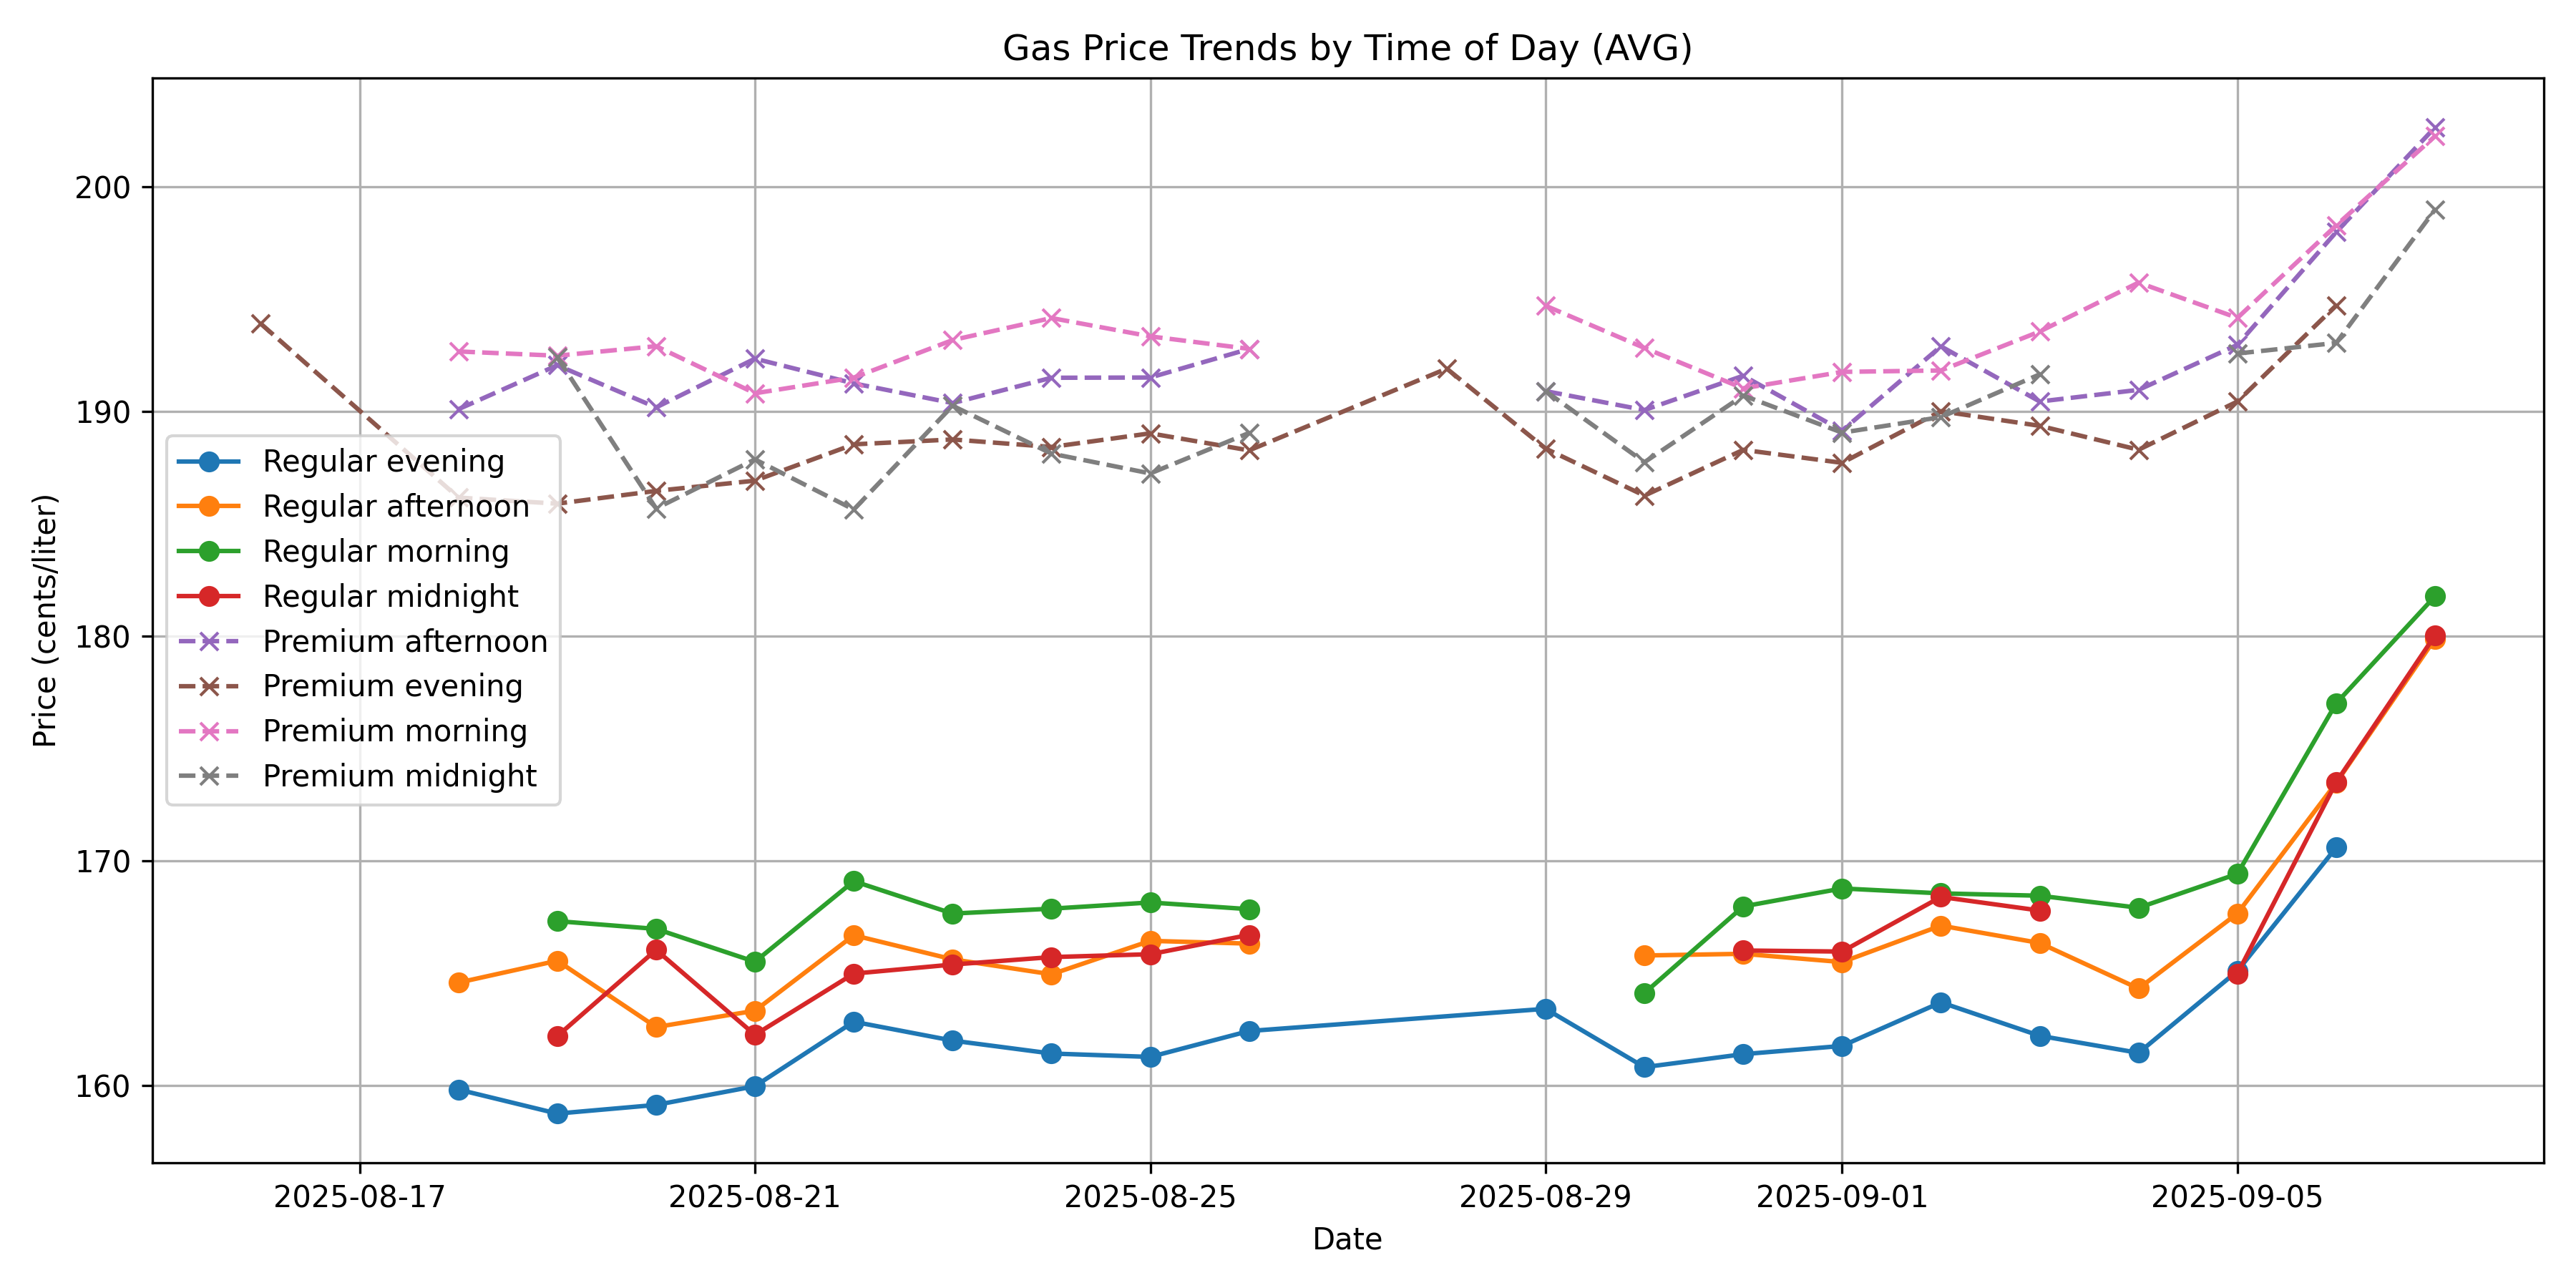 Gas Price Trends by Time of Day (AVG)
Price (cents/liter)
200
190
180
170
160
Regular evening
Regular afternoon
Regular morning
Regular midnight
Premium afternoon
Premium evening
Premium morning
Premium midnight
2025-08-17
2025-08-21
2025-08-25
2025-08-29
2025-09-01
2025-09-05
Date